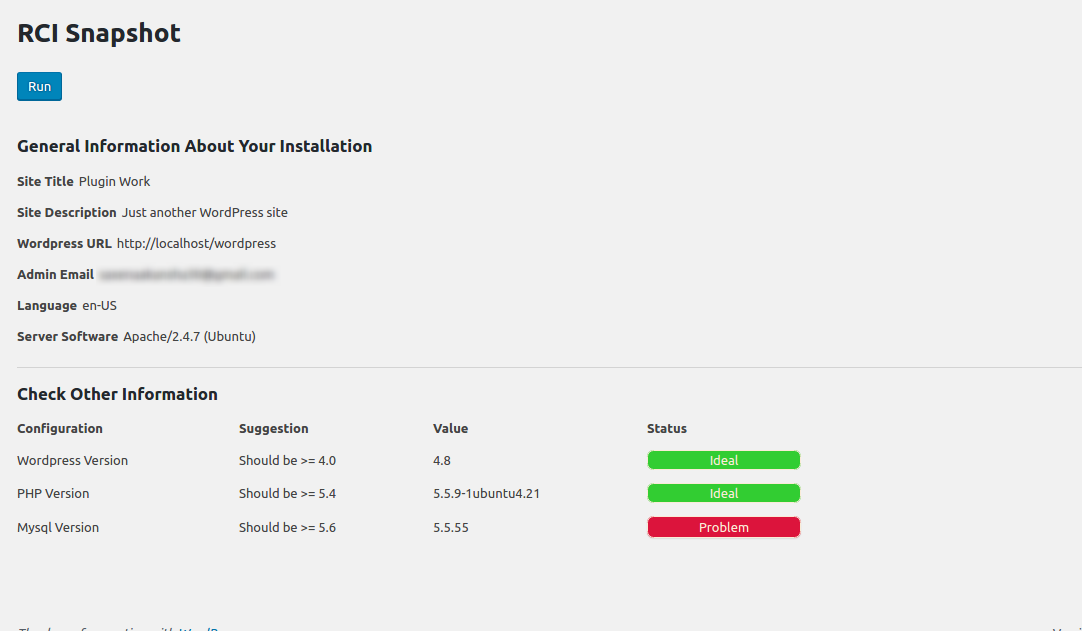 RCI Snapshot
Run
General Information About Your Installation
Site Title Plugin Work
Site Description Just another WordPress site
Wordpress URL http://localhost/wordpress
Admin Email
Language en-US
Server Software Apache/2.4.7 (Ubuntu)
Check Other Information
Configuration Suggestion Value Status
Wordpress Version Should be >= 4.0 4.8 Ideal
PHP Version Should be >= 5.4 5.5.9-1ubuntu4.21 Ideal
Mysql Version Should be >= 5.6 5.5.55 Problem